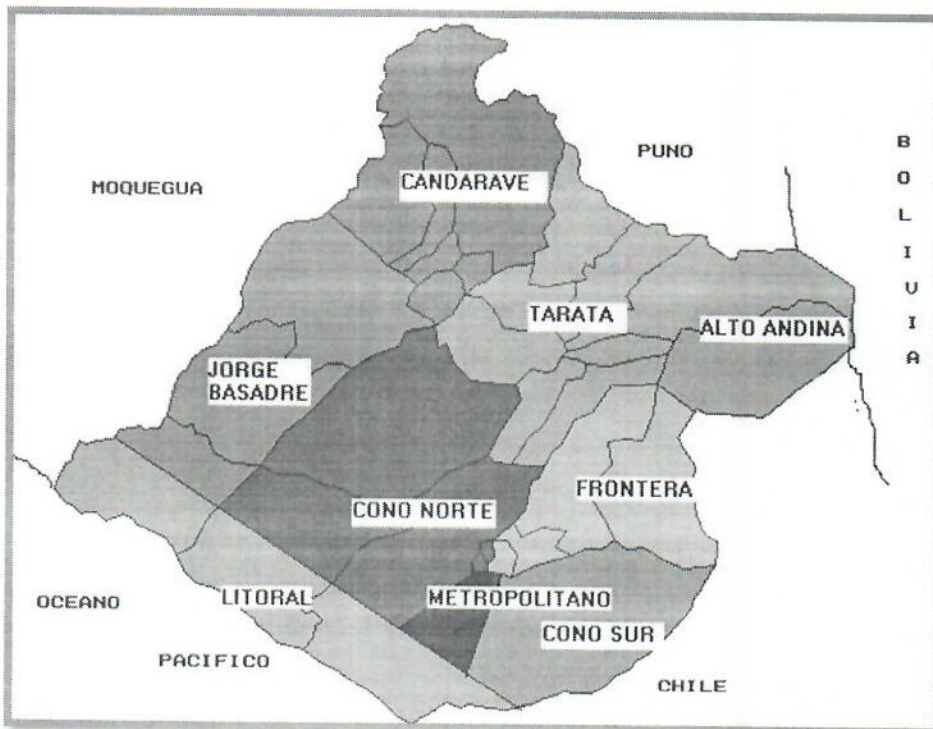 PUNO
B
O
L
I
V
I
A
MOQUEGUA
CANDARAVE
TARATA
ALTO ANDINA
JORGE
BASADRE
FRONTERA
CONO NORTE
OCEANO
LITORAL
METROPOLITANO
CONO SUR
PACIFICO
CHILE